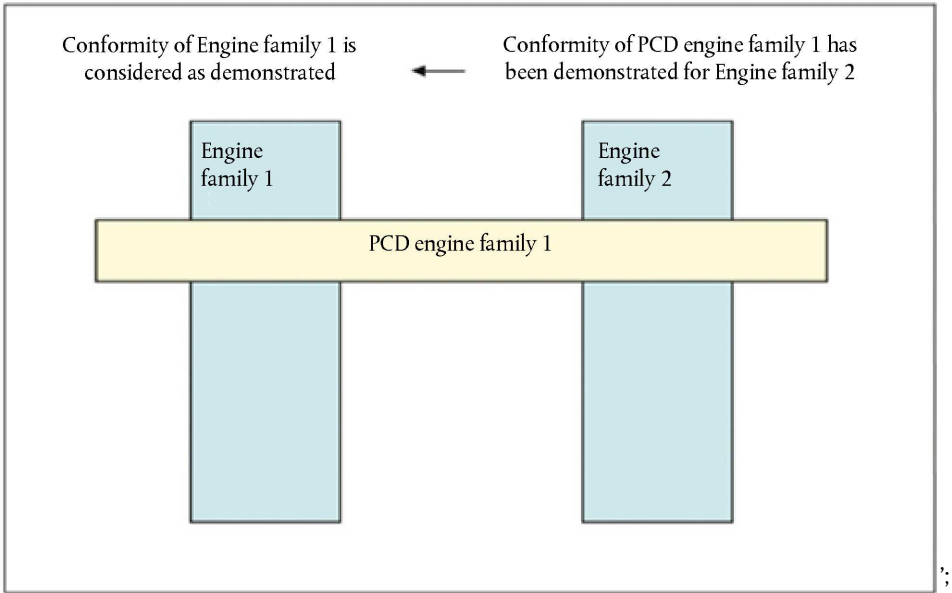 Conformity of Engine family 1 is
considered as demonstrated
Conformity of PCD engine family 1 has
been demonstrated for Engine family 2
Engine
family 1
Engine
family 2
PCD engine family 1
’;